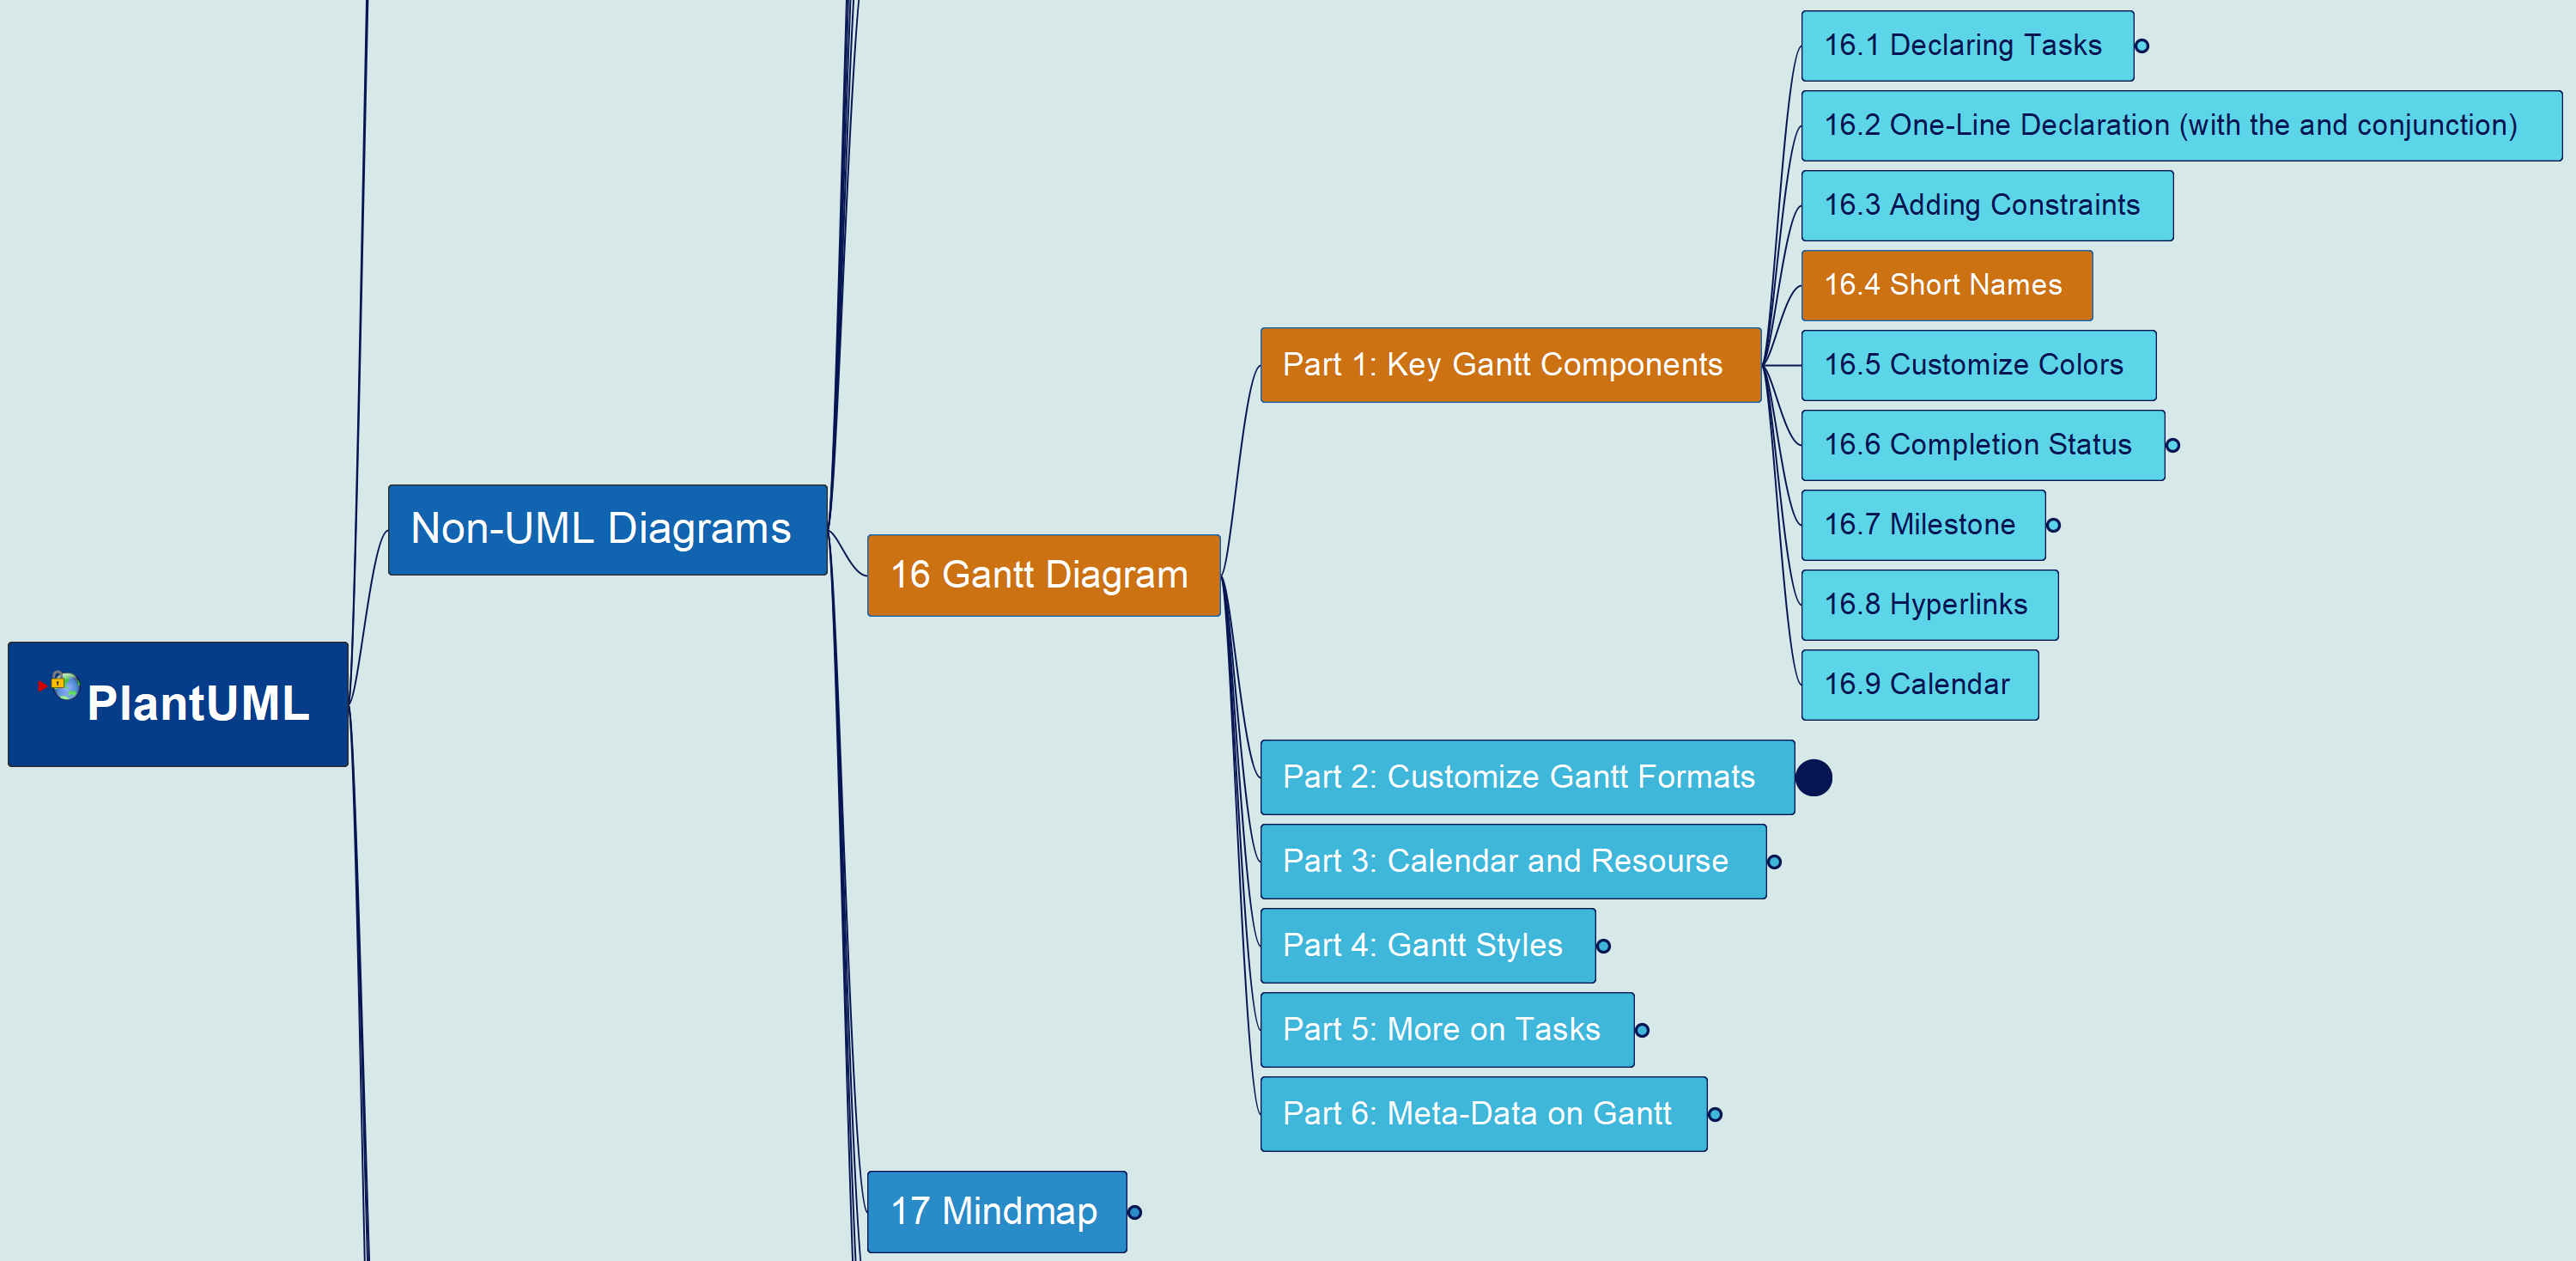 PlantUML
Non-UML Diagrams
16 Gantt Diagram
Part 1: Key Gantt Components
16.1 Declaring Tasks
16.2 One-Line Declaration (with the and conjunction)
16.3 Adding Constraints
16.4 Short Names
16.5 Customize Colors
16.6 Completion Status
16.7 Milestone
16.8 Hyperlinks
16.9 Calendar
Part 2: Customize Gantt Formats
Part 3: Calendar and Resourse
Part 4: Gantt Styles
Part 5: More on Tasks
Part 6: Meta-Data on Gantt
17 Mindmap